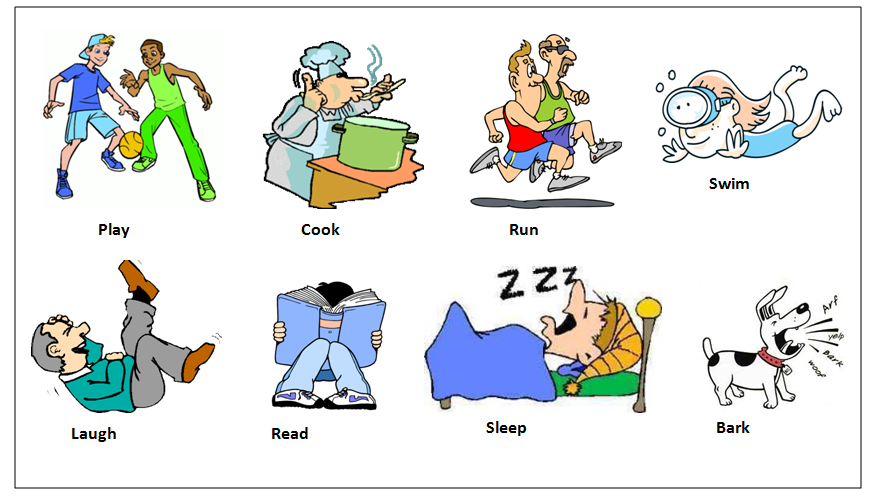 Play
Cook
Run
Swim
Z Z Z
Arf
yelp
Bark
woof
Laugh
Read
Sleep
Bark